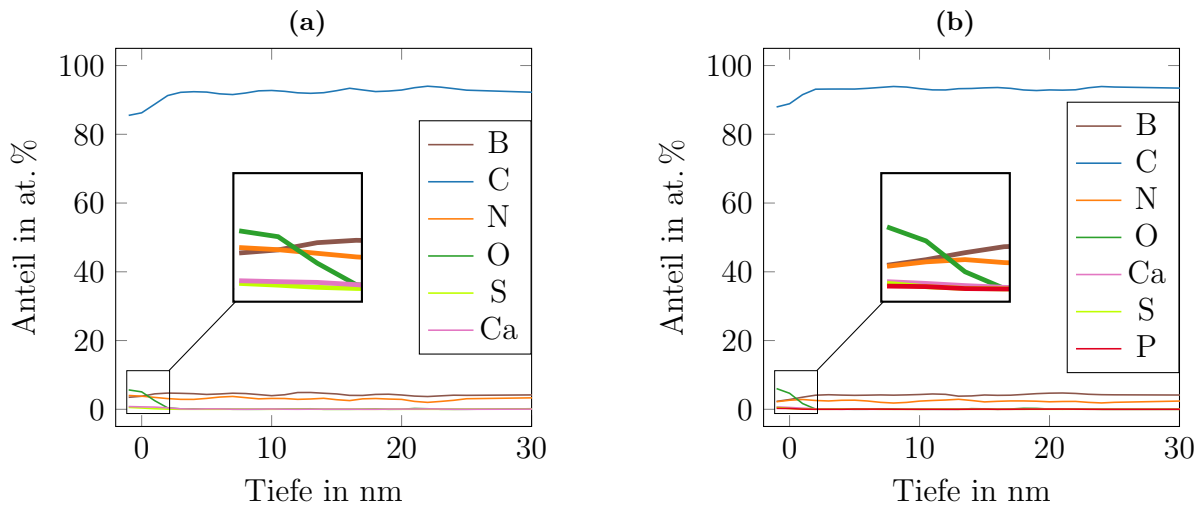 (a)
Anteil in at. %
100
80
60
40
20
0
0
10
20
30
Tiefe in nm
B
C
N
O
S
Ca
(b)
Anteil in at. %
100
80
60
40
20
0
0
10
20
30
Tiefe in nm
B
C
N
O
Ca
S
P